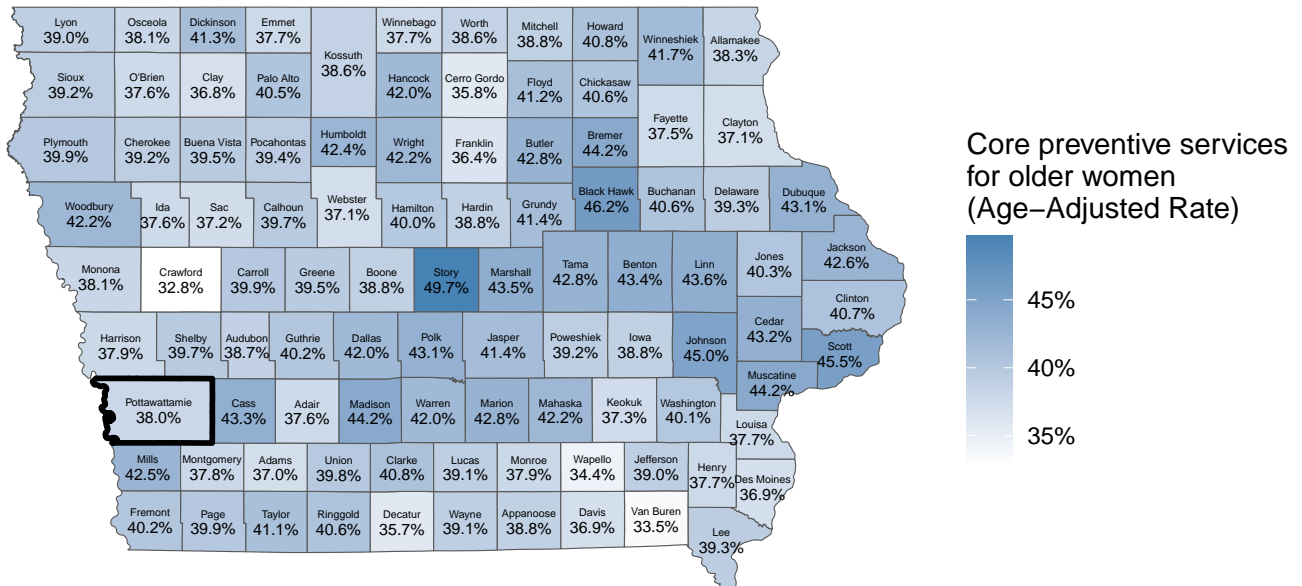 Lyon
39.0%
Osceola
38.1%
Dickinson
41.3%
Emmet
37.7%
Kossuth
38.6%
Winnebago
37.7%
Worth
38.6%
Mitchell
38.8%
Howard
40.8%
Winneshiek
41.7%
Allamakee
38.3%
Sioux
39.2%
O'Brien
37.6%
Clay
36.8%
Palo Alto
40.5%
Hancock
42.0%
Cerro Gordo
35.8%
Floyd
41.2%
Chickasaw
40.6%
Fayette
37.5%
Clayton
37.1%
Plymouth
39.9%
Cherokee
39.2%
Buena Vista
39.5%
Pocahontas
39.4%
Humboldt
42.4%
Wright
42.2%
Franklin
36.4%
Butler
42.8%
Bremer
44.2%
Woodbury
42.2%
Ida
37.6%
Sac
37.2%
Calhoun
39.7%
Webster
37.1%
Hamilton
40.0%
Hardin
38.8%
Grundy
41.4%
Black Hawk
46.2%
Buchanan
40.6%
Delaware
39.3%
Dubuque
43.1%
Monona
38.1%
Crawford
32.8%
Carroll
39.9%
Greene
39.5%
Boone
38.8%
Story
49.7%
Marshall
43.5%
Tama
42.8%
Benton
43.4%
Linn
43.6%
Jones
40.3%
Jackson
42.6%
Clinton
40.7%
Harrison
37.9%
Shelby
39.7%
Audubon
38.7%
Guthrie
40.2%
Dallas
42.0%
Polk
43.1%
Jasper
41.4%
Poweshiek
39.2%
Iowa
38.8%
Johnson
45.0%
Cedar
43.2%
Scott
45.5%
Muscatine
44.2%
Pottawattamie
38.0%
Cass
43.3%
Adair
37.6%
Madison
44.2%
Warren
42.0%
Marion
42.8%
Mahaska
42.2%
Keokuk
37.3%
Washington
40.1%
Louisa
37.7%
Mills
42.5%
Montgomery
37.8%
Adams
37.0%
Union
39.8%
Clarke
40.8%
Lucas
39.1%
Monroe
37.9%
Wapello
34.4%
Jefferson
39.0%
Henry
37.7%
Des Moines
36.9%
Fremont
40.2%
Page
39.9%
Taylor
41.1%
Ringgold
40.6%
Decatur
35.7%
Wayne
39.1%
Appanoose
38.8%
Davis
36.9%
Van Buren
33.5%
Lee
39.3%
Core preventive services
for older women
(Age−Adjusted Rate)
45%
40%
35%